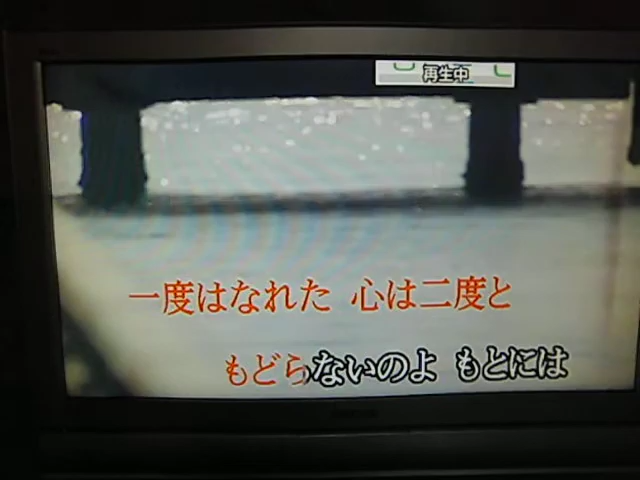 再生中
一度はなれた 心は二度と
もどらないのよ もとには